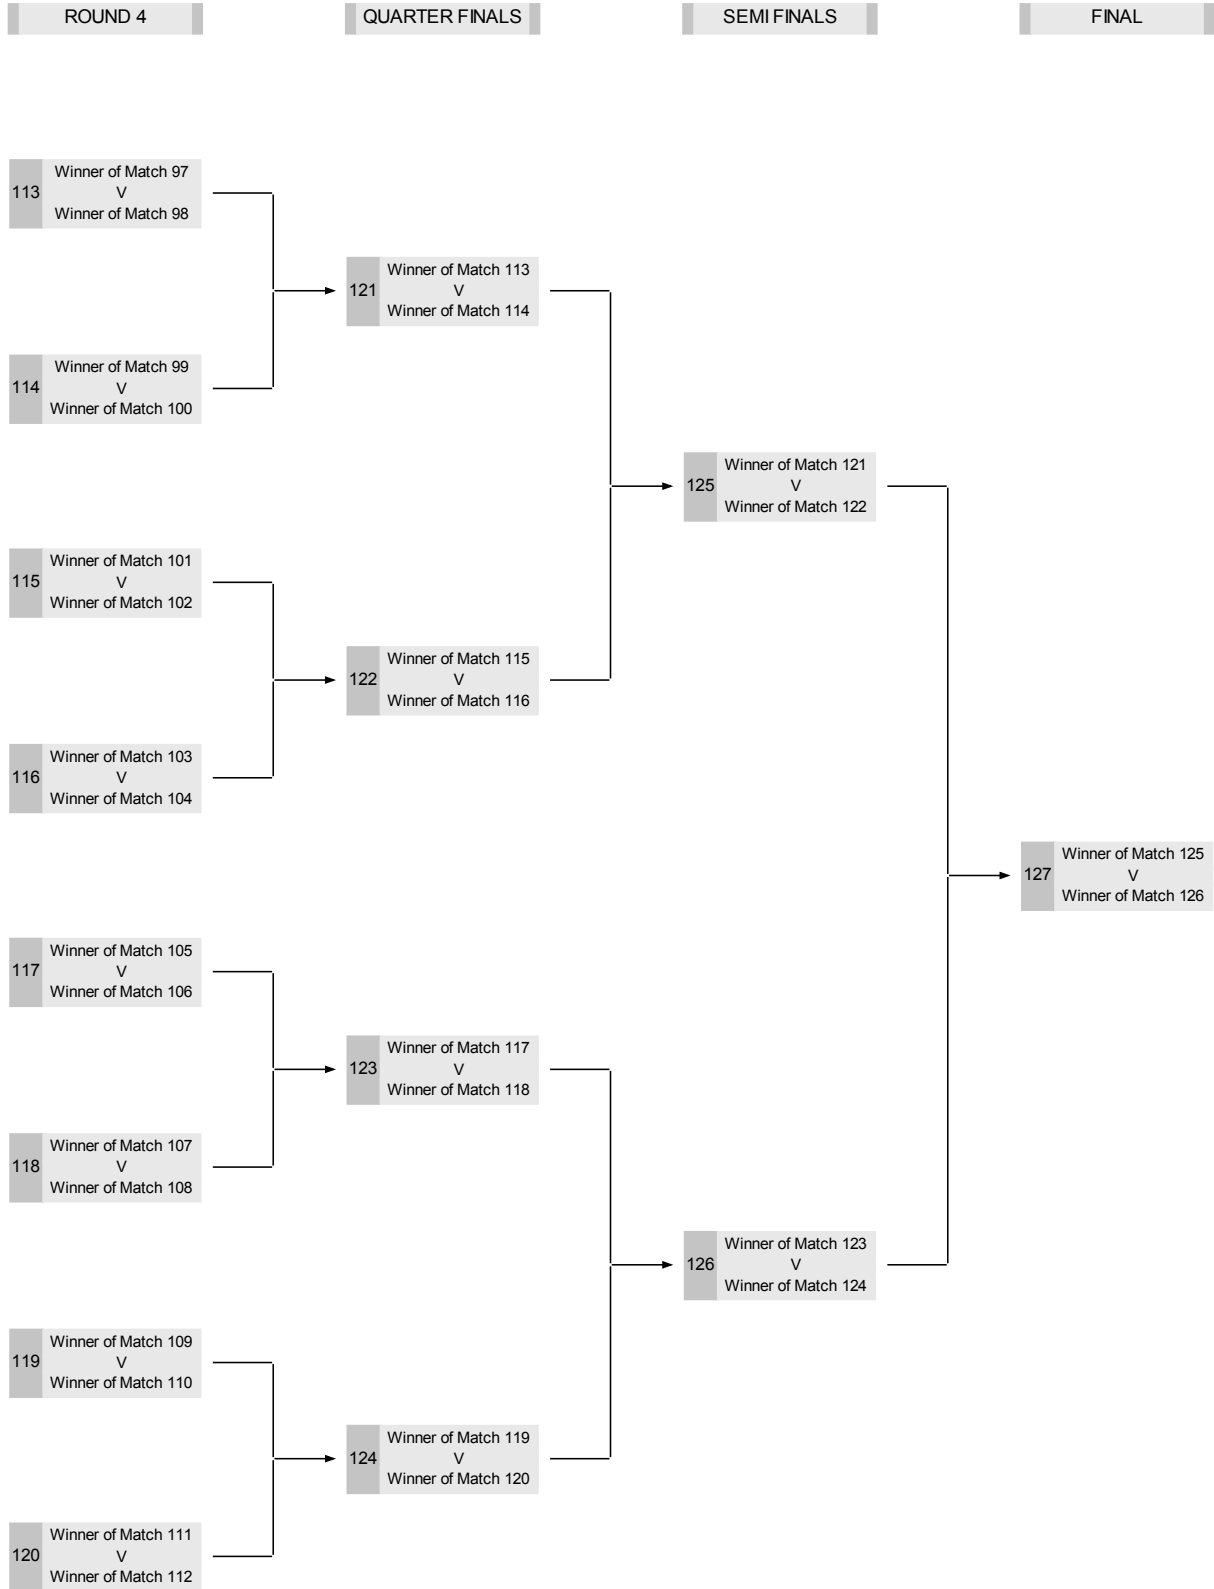 ROUND 4
QUARTER FINALS
SEMI FINALS
FINAL
113
Winner of Match 97
V
Winner of Match 98
114
Winner of Match 99
V
Winner of Match 100
115
Winner of Match 101
V
Winner of Match 102
116
Winner of Match 103
V
Winner of Match 104
117
Winner of Match 105
V
Winner of Match 106
118
Winner of Match 107
V
Winner of Match 108
119
Winner of Match 109
V
Winner of Match 110
120
Winner of Match 111
V
Winner of Match 112
121
Winner of Match 113
V
Winner of Match 114
122
Winner of Match 115
V
Winner of Match 116
123
Winner of Match 117
V
Winner of Match 118
124
Winner of Match 119
V
Winner of Match 120
125
Winner of Match 121
V
Winner of Match 122
126
Winner of Match 123
V
Winner of Match 124
127
Winner of Match 125
V
Winner of Match 126